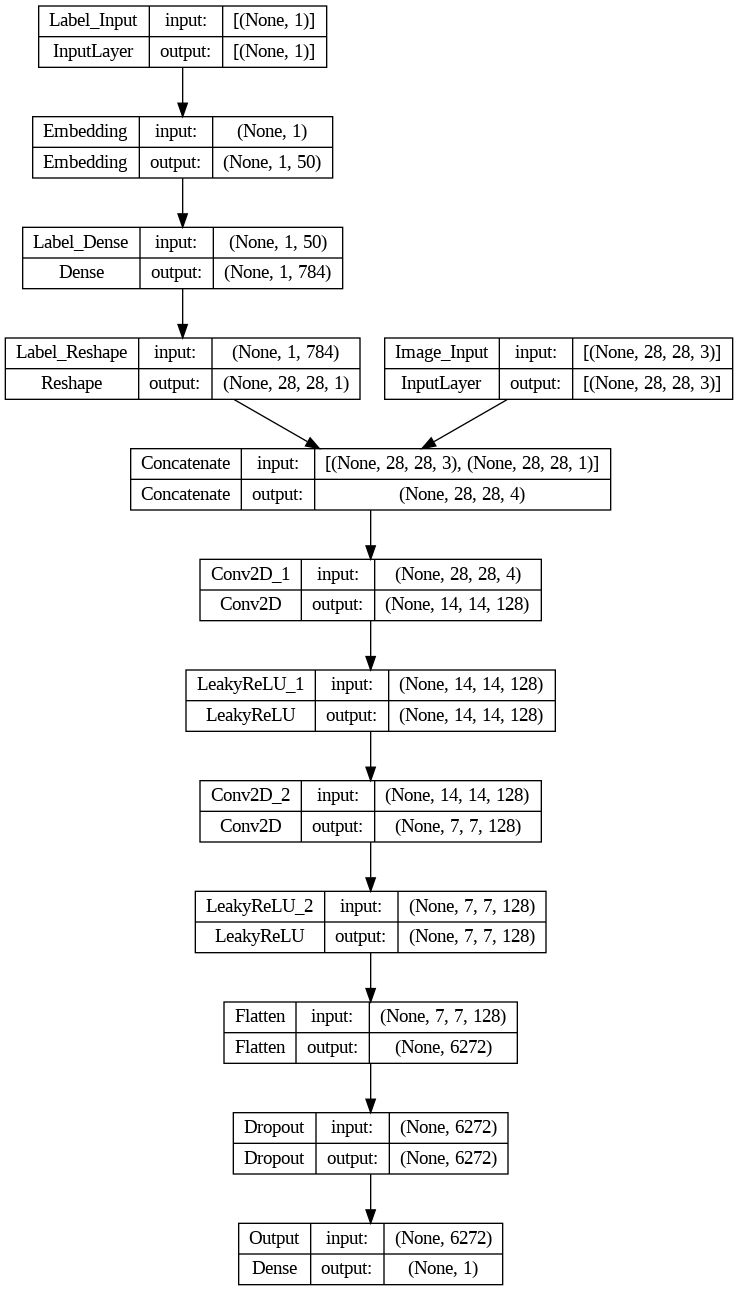 Label_Input input: [(None, 1)]
InputLayer output: [(None, 1)]
Embedding input: (None, 1)
Embedding output: (None, 1, 50)
Label_Dense input: (None, 1, 50)
Dense output: (None, 1, 784)
Label_Reshape input: (None, 1, 784)
Reshape output: (None, 28, 28, 1)
Image_Input input: [(None, 28, 28, 3)]
InputLayer output: [(None, 28, 28, 3)]
Concatenate input: [(None, 28, 28, 3), (None, 28, 28, 1)]
Concatenate output: (None, 28, 28, 4)
Conv2D_1 input: (None, 28, 28, 4)
Conv2D output: (None, 14, 14, 128)
LeakyReLU_1 input: (None, 14, 14, 128)
LeakyReLU output: (None, 14, 14, 128)
Conv2D_2 input: (None, 14, 14, 128)
Conv2D output: (None, 7, 7, 128)
LeakyReLU_2 input: (None, 7, 7, 128)
LeakyReLU output: (None, 7, 7, 128)
Flatten input: (None, 7, 7, 128)
Flatten output: (None, 6272)
Dropout input: (None, 6272)
Dropout output: (None, 6272)
Output input: (None, 6272)
Dense output: (None, 1)